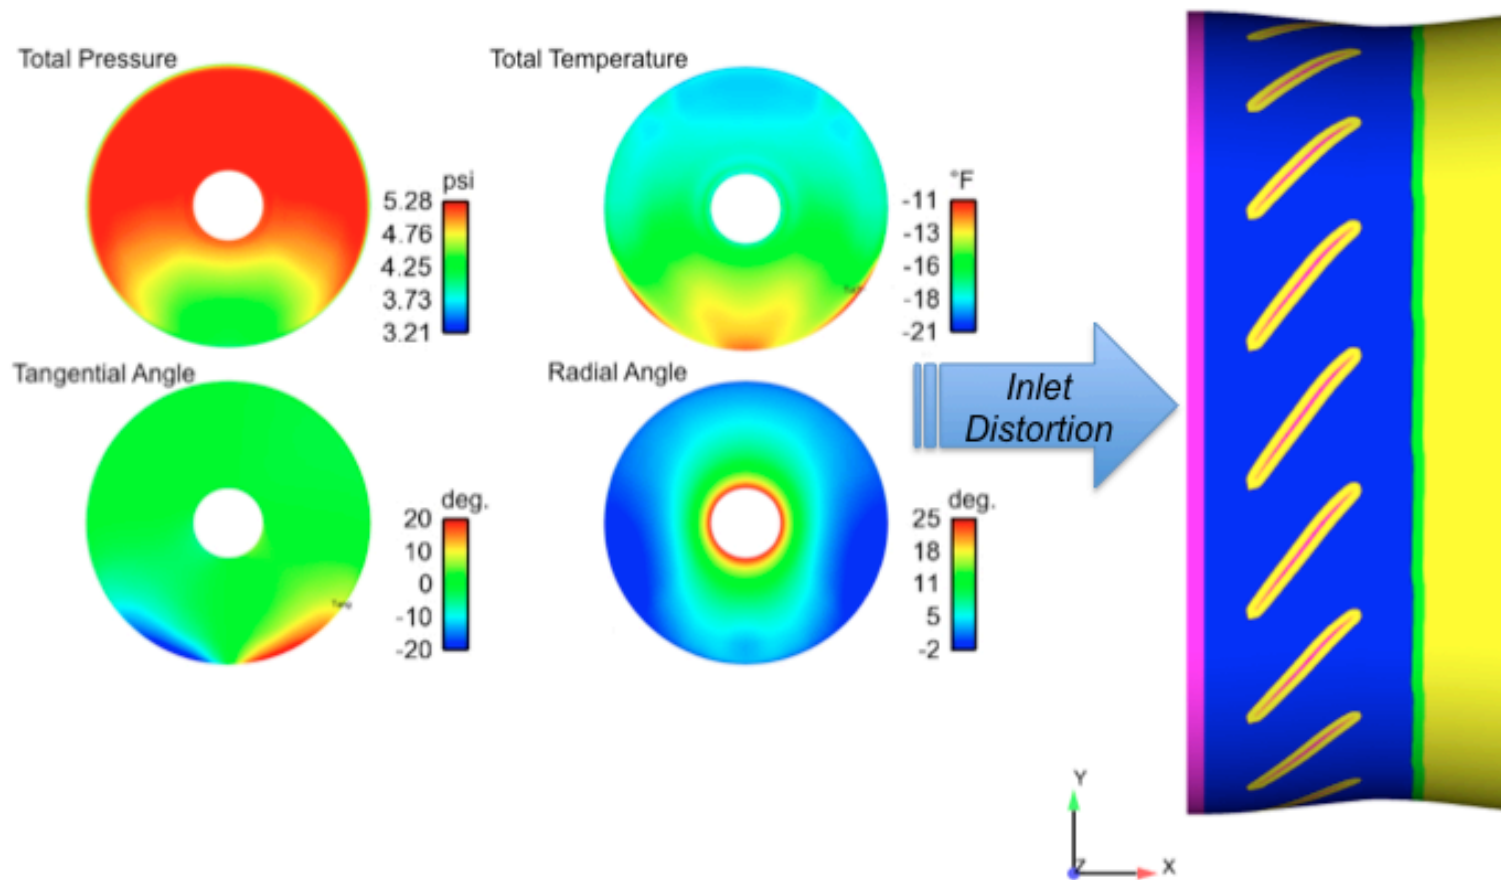 Total Pressure
psi
5.28
4.76
4.25
3.73
3.21
Total Temperature
°F
-11
-13
-16
-18
-21
Tangential Angle
deg.
20
10
0
-10
-20
Radial Angle
deg.
25
18
11
5
-2
Inlet
Distortion
Y
Z
X